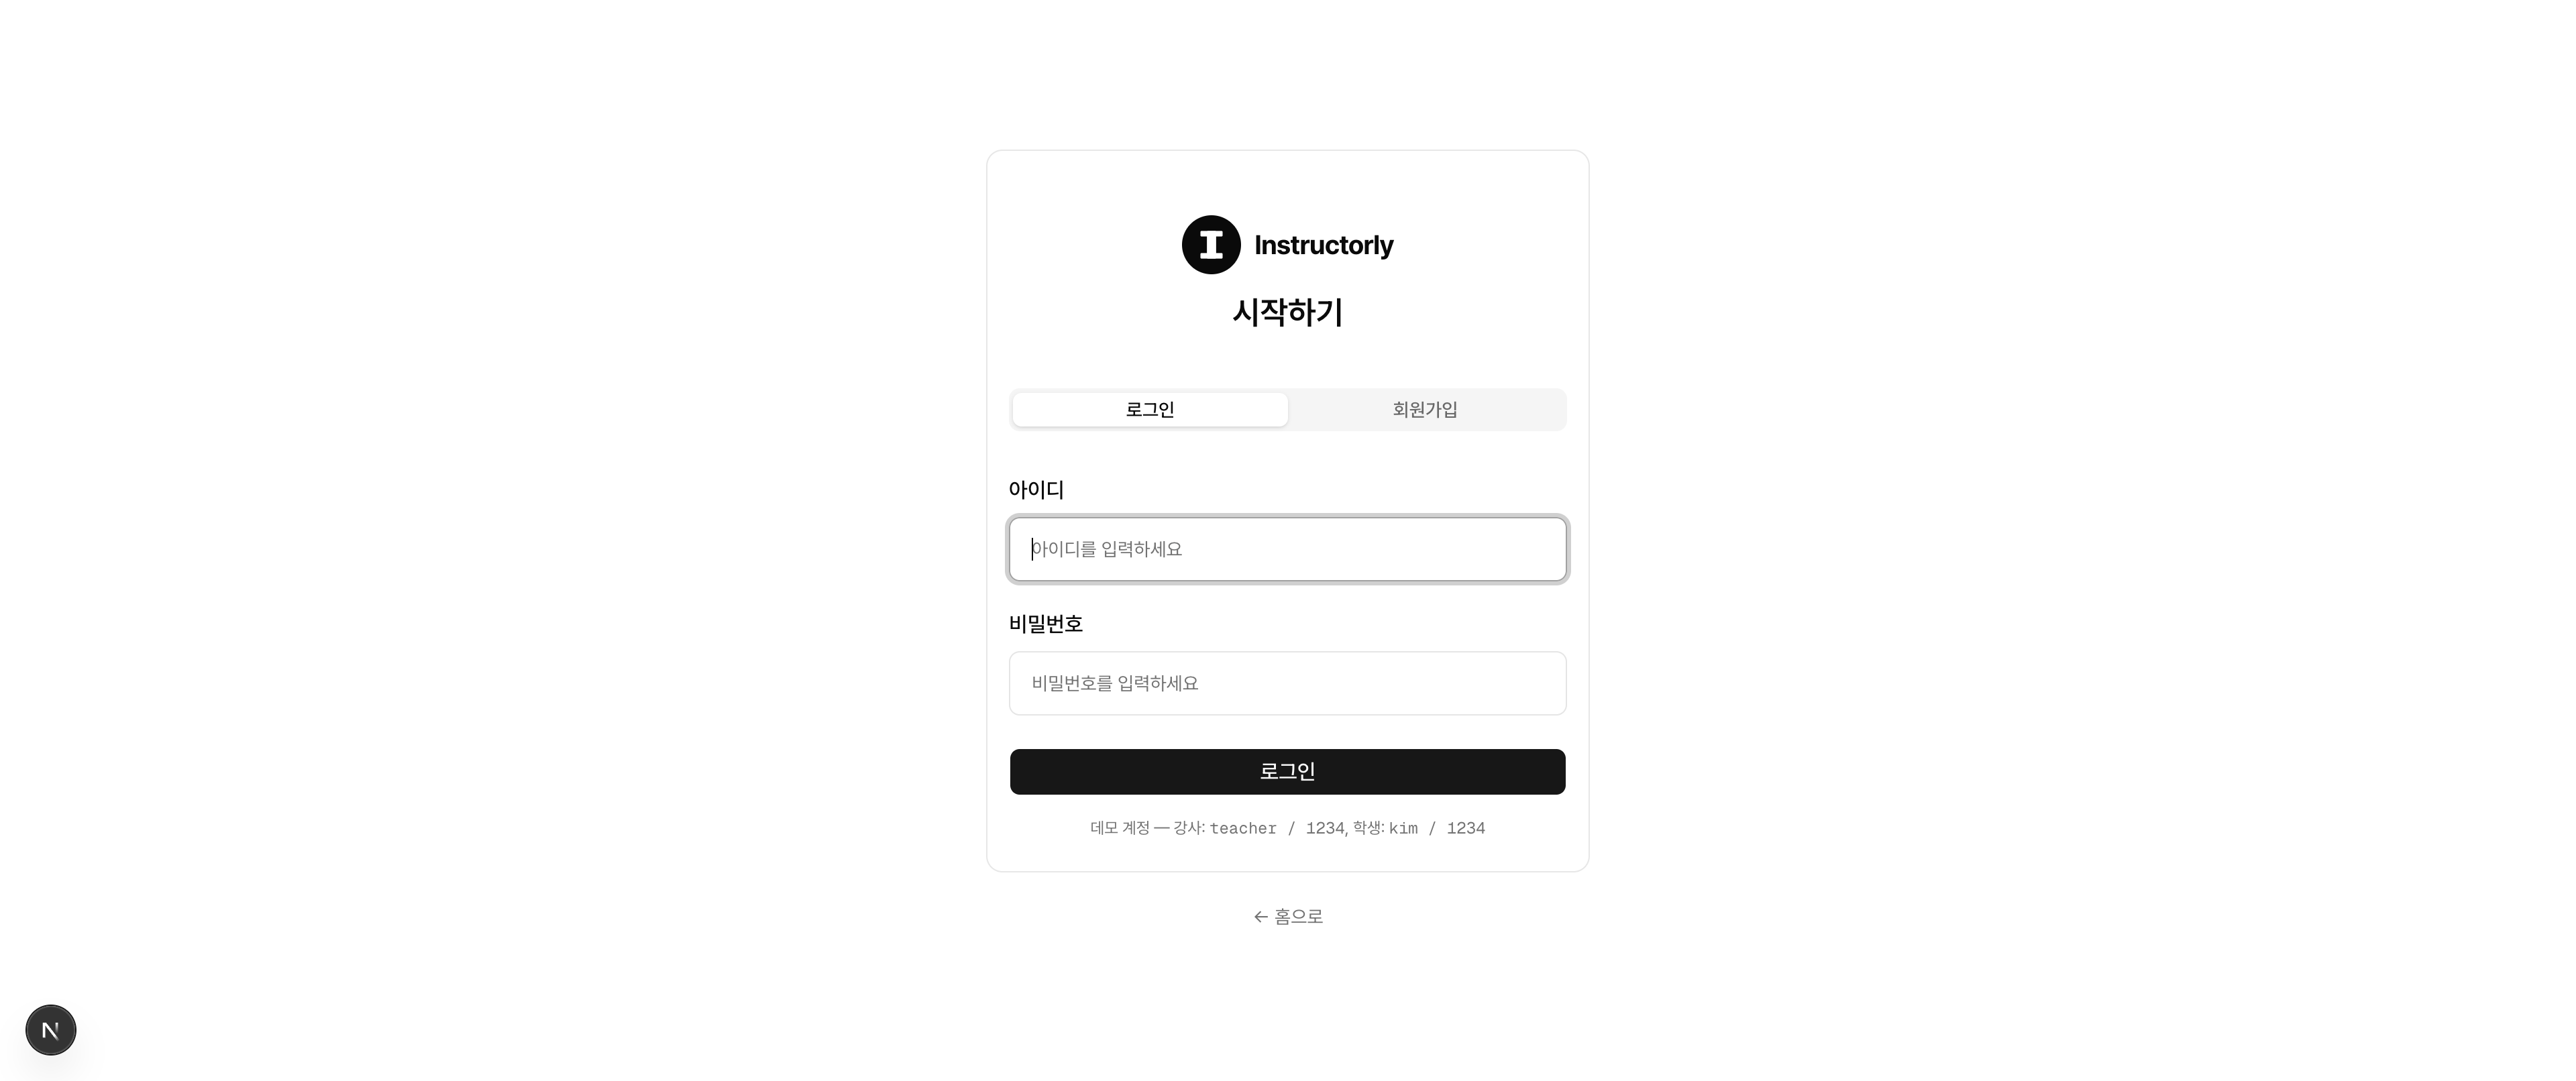 I Instructorly
시작하기
로그인 회원가입
아이디
아이디를 입력하세요
비밀번호
비밀번호를 입력하세요
로그인
데모 계정 — 강사: teacher / 1234, 학생: kim / 1234
← 홈으로
N